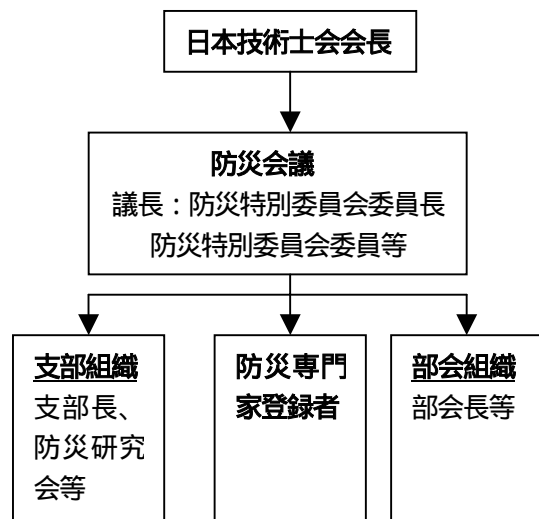 日本技術士会会長
防災会議
議長：防災特別委員会委員長
防災特別委員会委員等
支部組織
支部長、
防災研究
会等
防災専門
家登録者
部会組織
部会長等